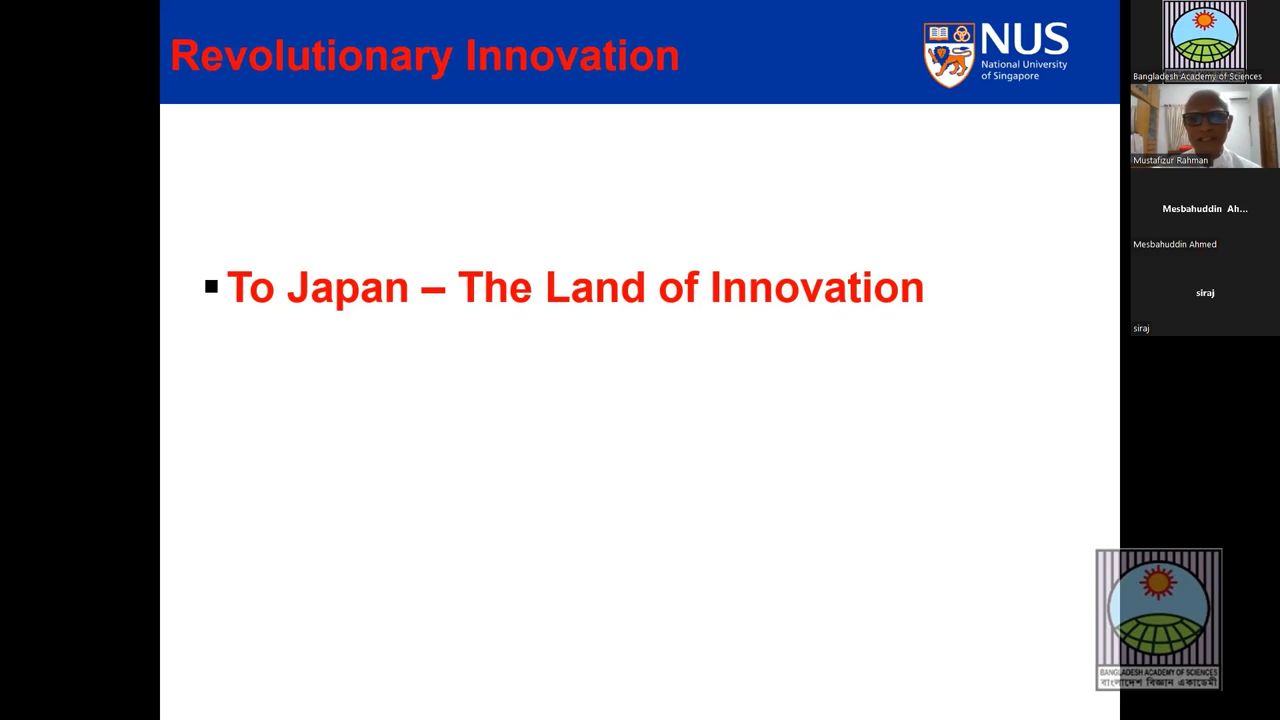 Revolutionary Innovation
NUS
National University
of Singapore
▪ To Japan – The Land of Innovation
Bangladesh Academy of Sciences
Mustafizur Rahman
Mesbahuddin Ah...
Mesbahuddin Ahmed
siraj
siraj
BANGLADESH ACADEMY OF SCIENCES
বাংলাদেশ বিজ্ঞান একাডেমী